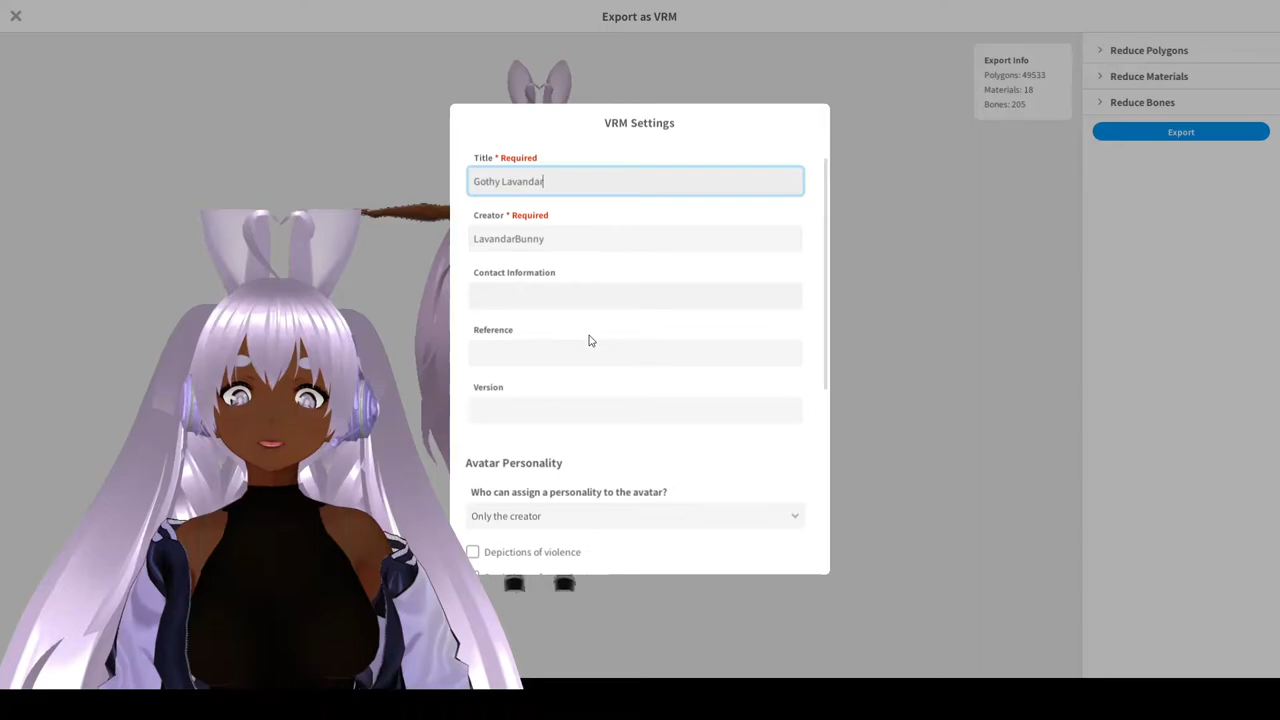 Export as VRM
Export Info
Polygons: 49533
Materials: 18
Bones: 205
Reduce Polygons
Reduce Materials
Reduce Bones
Export
VRM Settings
Title * Required
Gothy Lavandar
Creator * Required
LavandarBunny
Contact Information
Reference
Version
Avatar Personality
Who can assign a personality to the avatar?
Only the creator
Depictions of violence